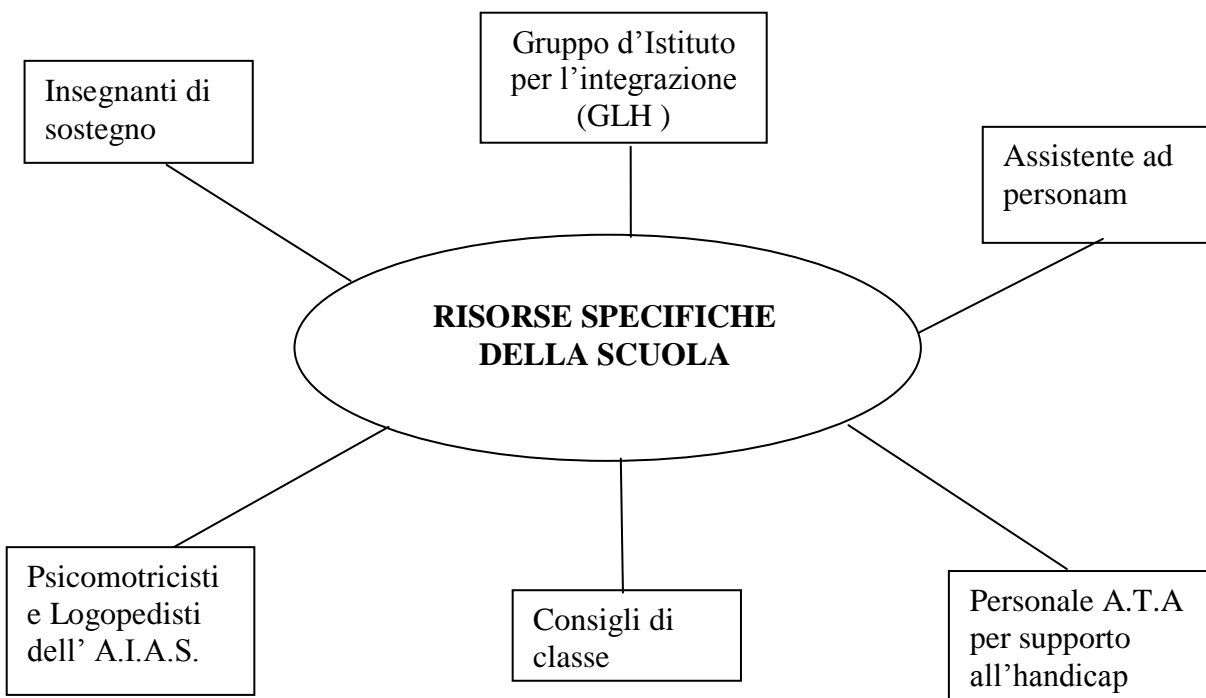 Gruppo d’Istituto
per l’integrazione
(GLH )
Insegnanti di
sostegno
Assistente ad
personam
RISORSE SPECIFICHE
DELLA SCUOLA
Psicomotricisti
e Logopedisti
dell’ A.I.A.S.
Consigli di
classe
Personale A.T.A
per supporto
all’handicap